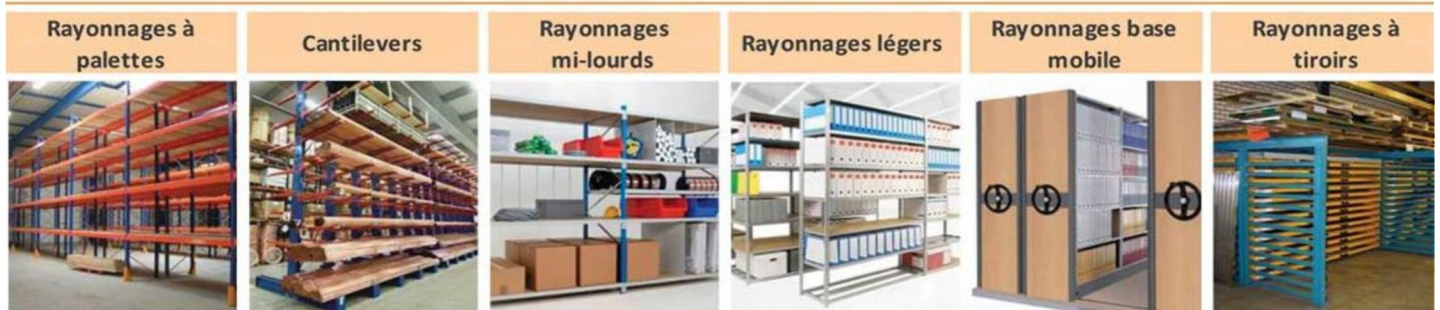 Rayonnages à
palettes
Cantilevers
Rayonnages
mi-lourds
Rayonnages légers
Rayonnages base
mobile
Rayonnages à
tiroirs